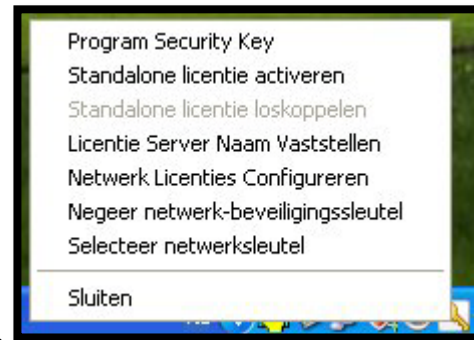 Program Security Key
Standalone licentie activeren
Standalone licentie loskoppelen
Licentie Server Naam Vaststellen
Netwerk Licenties Configureren
Negeer netwerk-beveiligingssleutel
Selecteer netwerksleutel
Sluiten